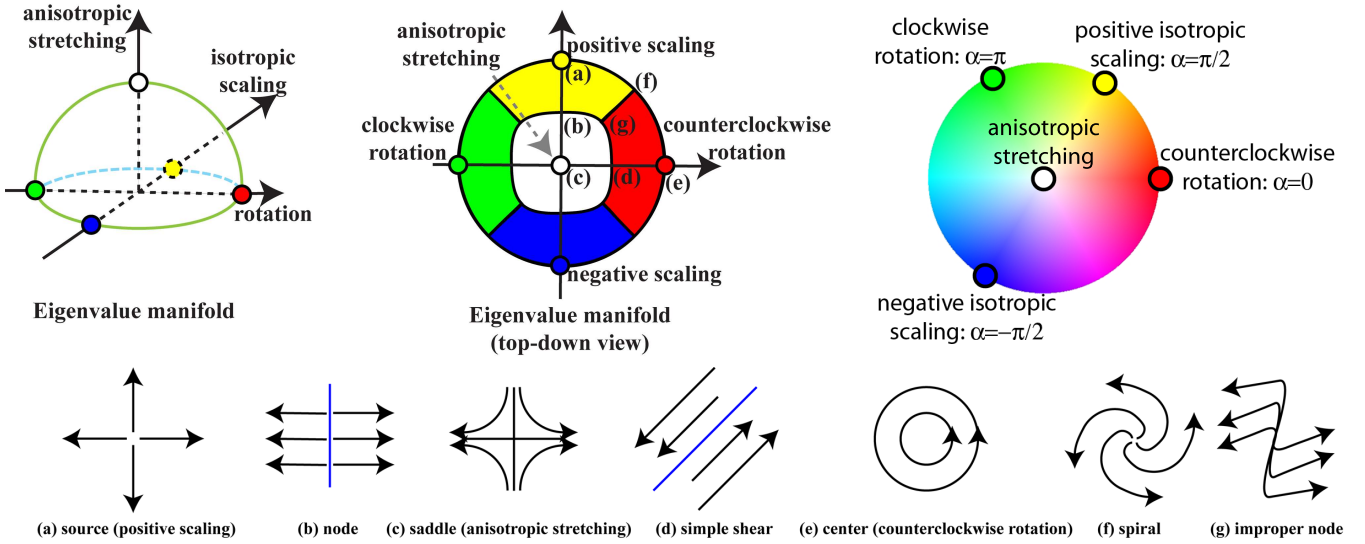 anisotropic
stretching
isotropic
scaling
rotation
Eigenvalue manifold
anisotropic
stretching
positive scaling
(a)
(f)
(b)
(g)
clockwise
rotation
counterclockwise
rotation
(c)
(d)
(e)
negative scaling
Eigenvalue manifold
(top-down view)
clockwise
rotation: α=π
positive isotropic
scaling: α=π/2
anisotropic
stretching
counterclockwise
rotation: α=0
negative isotropic
scaling: α=−π/2
(a) source (positive scaling)
(b) node
(c) saddle (anisotropic stretching)
(d) simple shear
(e) center (counterclockwise rotation)
(f) spiral
(g) improper node